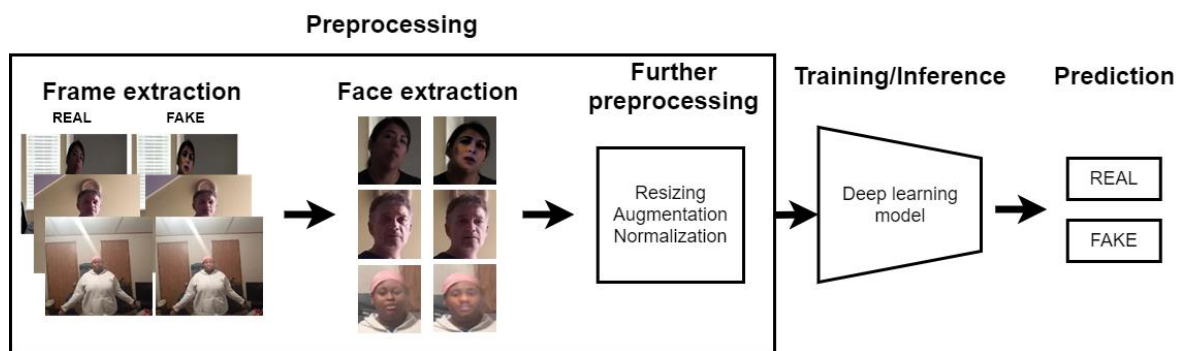 Preprocessing
Frame extraction
REAL
FAKE
Face extraction
Further
preprocessing
Resizing
Augmentation
Normalization
Training/Inference
Deep learning
model
Prediction
REAL
FAKE